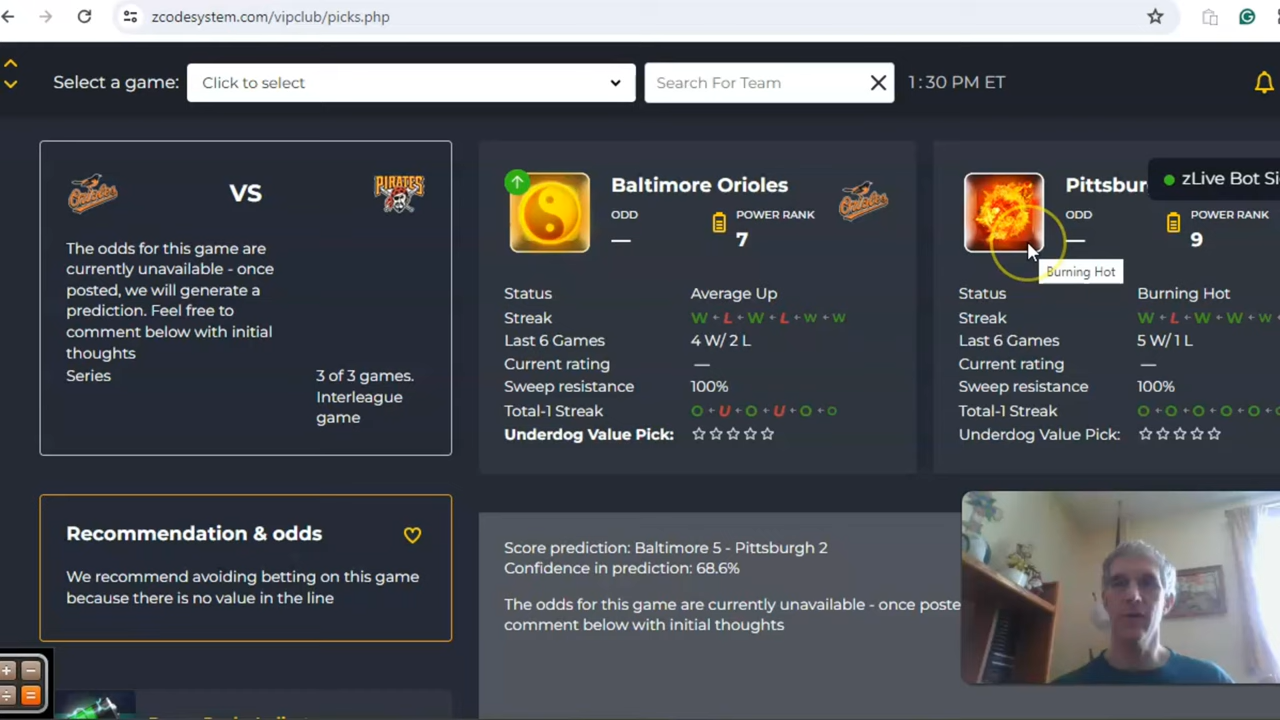 zcodesystem.com/vipclub/picks.php
Select a game:
Click to select
Search For Team
1:30 PM ET
VS
PIRATES
The odds for this game are
currently unavailable - once
posted, we will generate a
prediction. Feel free to
comment below with initial
thoughts
Series
3 of 3 games.
Interleague
game
Baltimore Orioles
ODD
—
POWER RANK
7
Orioles
Status
Average Up
Streak
W ← L ← W ← L ← W ← W
Last 6 Games
4 W/ 2 L
Current rating
—
Sweep resistance
100%
Total-1 Streak
O ← U ← O ← U ← O ← O
Underdog Value Pick:
Pittsbur
zLive Bot Si
ODD
—
POWER RANK
9
Burning Hot
Status
Burning Hot
Streak
W ← L ← W ← W ← W
Last 6 Games
5 W/ 1 L
Current rating
—
Sweep resistance
100%
Total-1 Streak
O ← O ← O ← O ← O
Underdog Value Pick:
Recommendation & odds
We recommend avoiding betting on this game
because there is no value in the line
Score prediction: Baltimore 5 - Pittsburgh 2
Confidence in prediction: 68.6%
The odds for this game are currently unavailable - once poste
comment below with initial thoughts